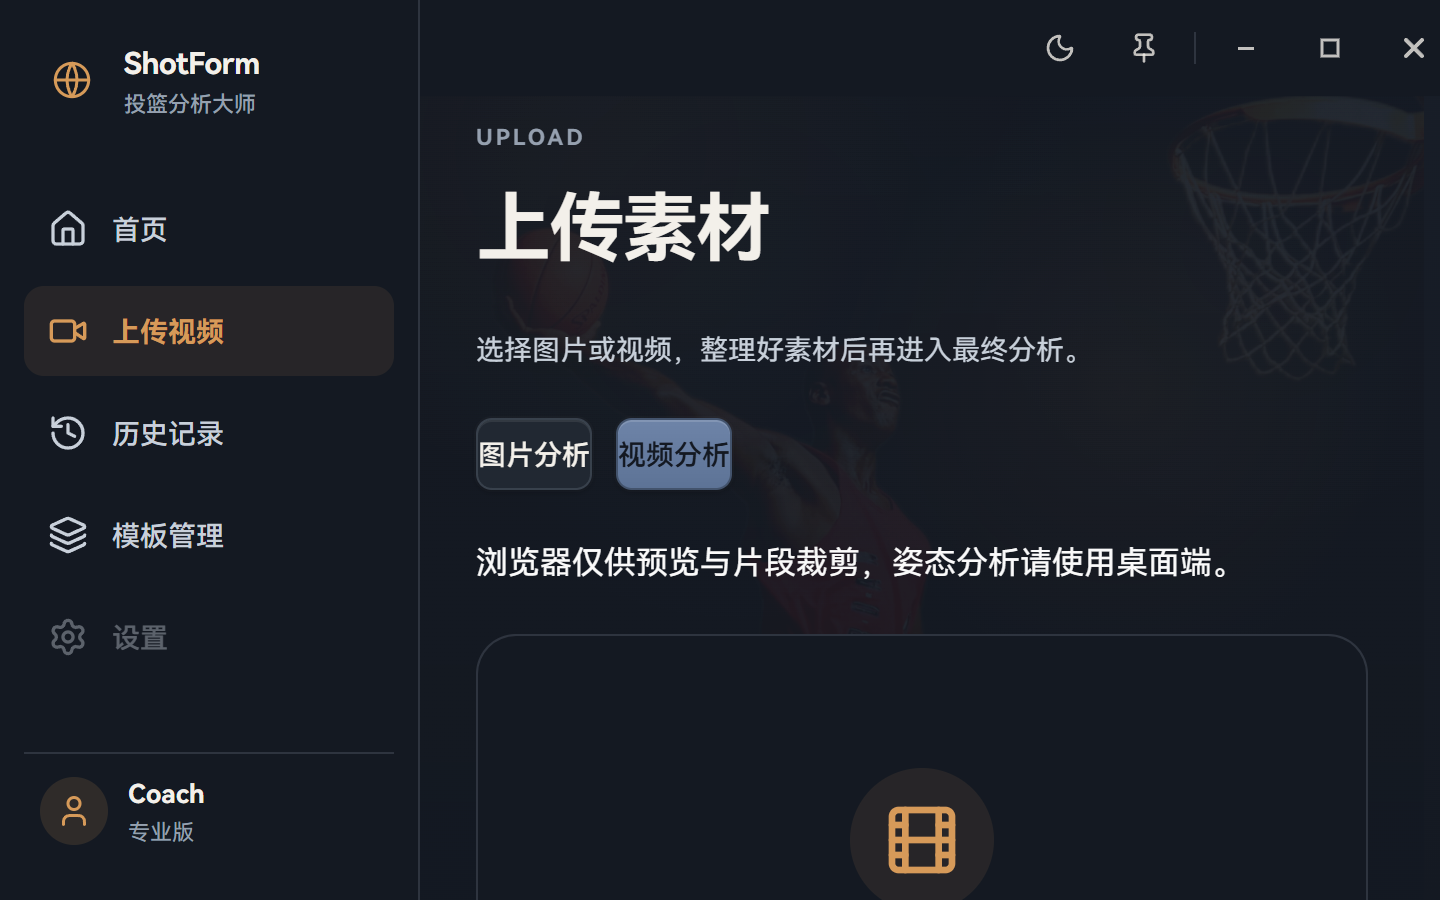 ShotForm
投篮分析大师
首页
上传视频
历史记录
模板管理
设置
Coach
专业版
UPLOAD
上传素材
选择图片或视频，整理好素材后再进入最终分析。
图片分析
视频分析
浏览器仅供预览与片段裁剪，姿态分析请使用桌面端。